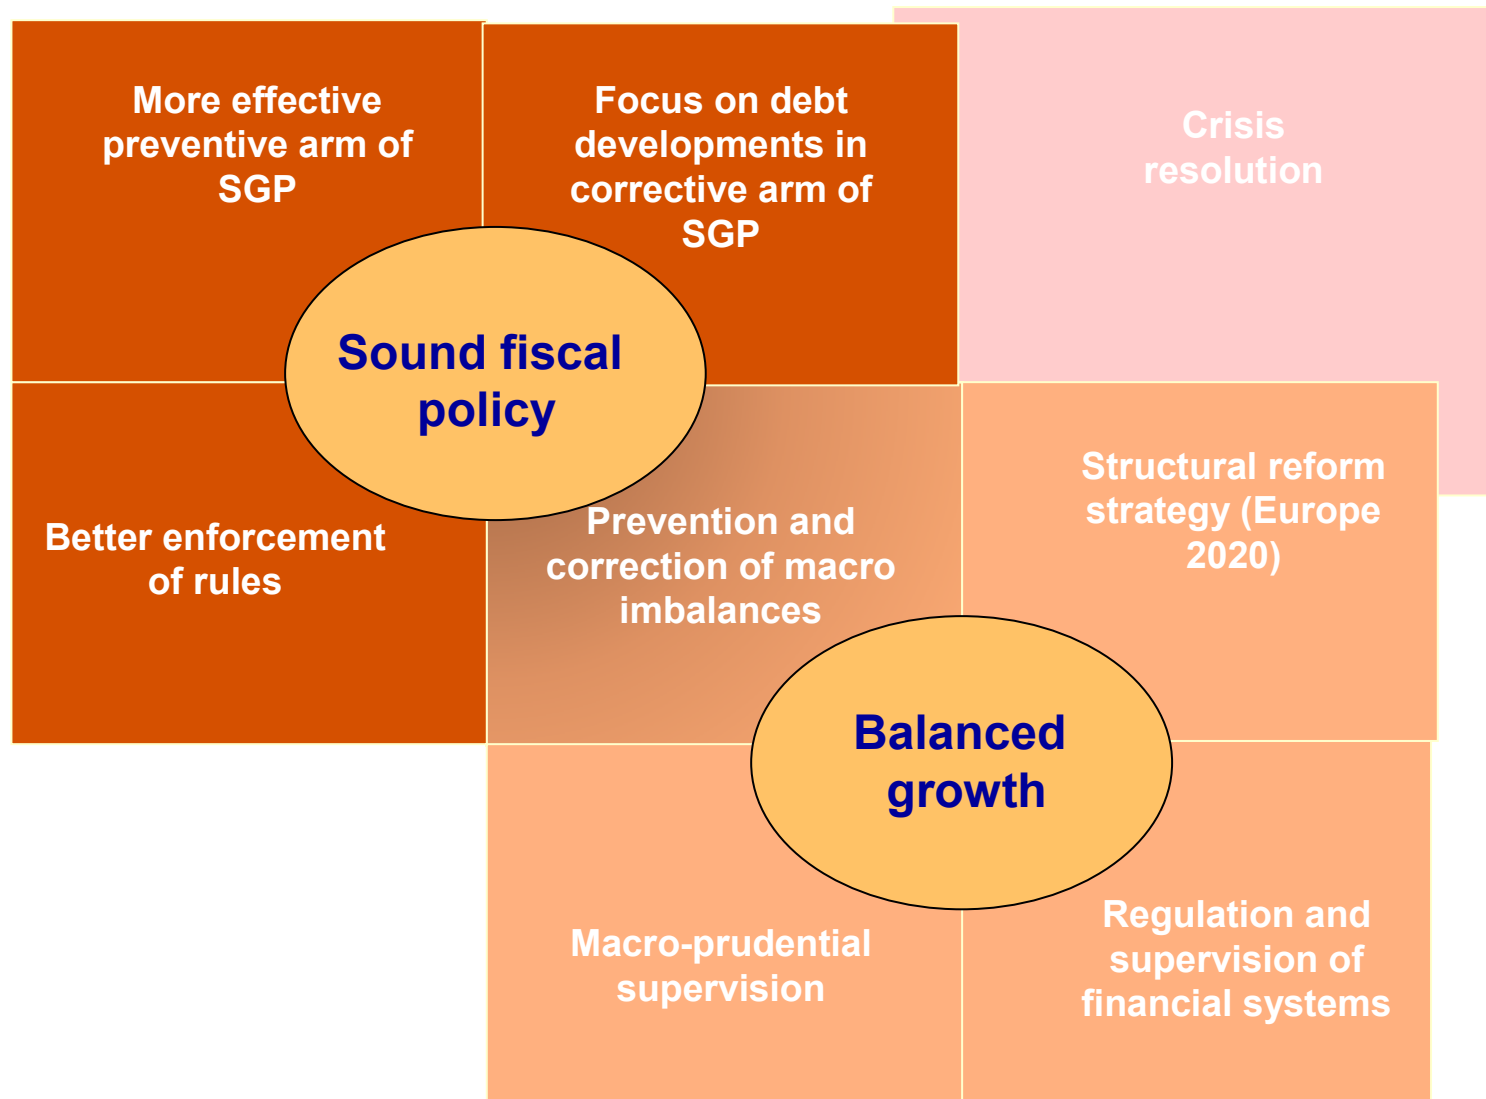 More effective
preventive arm of
SGP
Focus on debt
developments in
corrective arm of
SGP
Crisis
resolution
Sound fiscal
policy
Better enforcement
of rules
Prevention and
correction of macro
imbalances
Structural reform
strategy (Europe
2020)
Balanced
growth
Macro-prudential
supervision
Regulation and
supervision of
financial systems